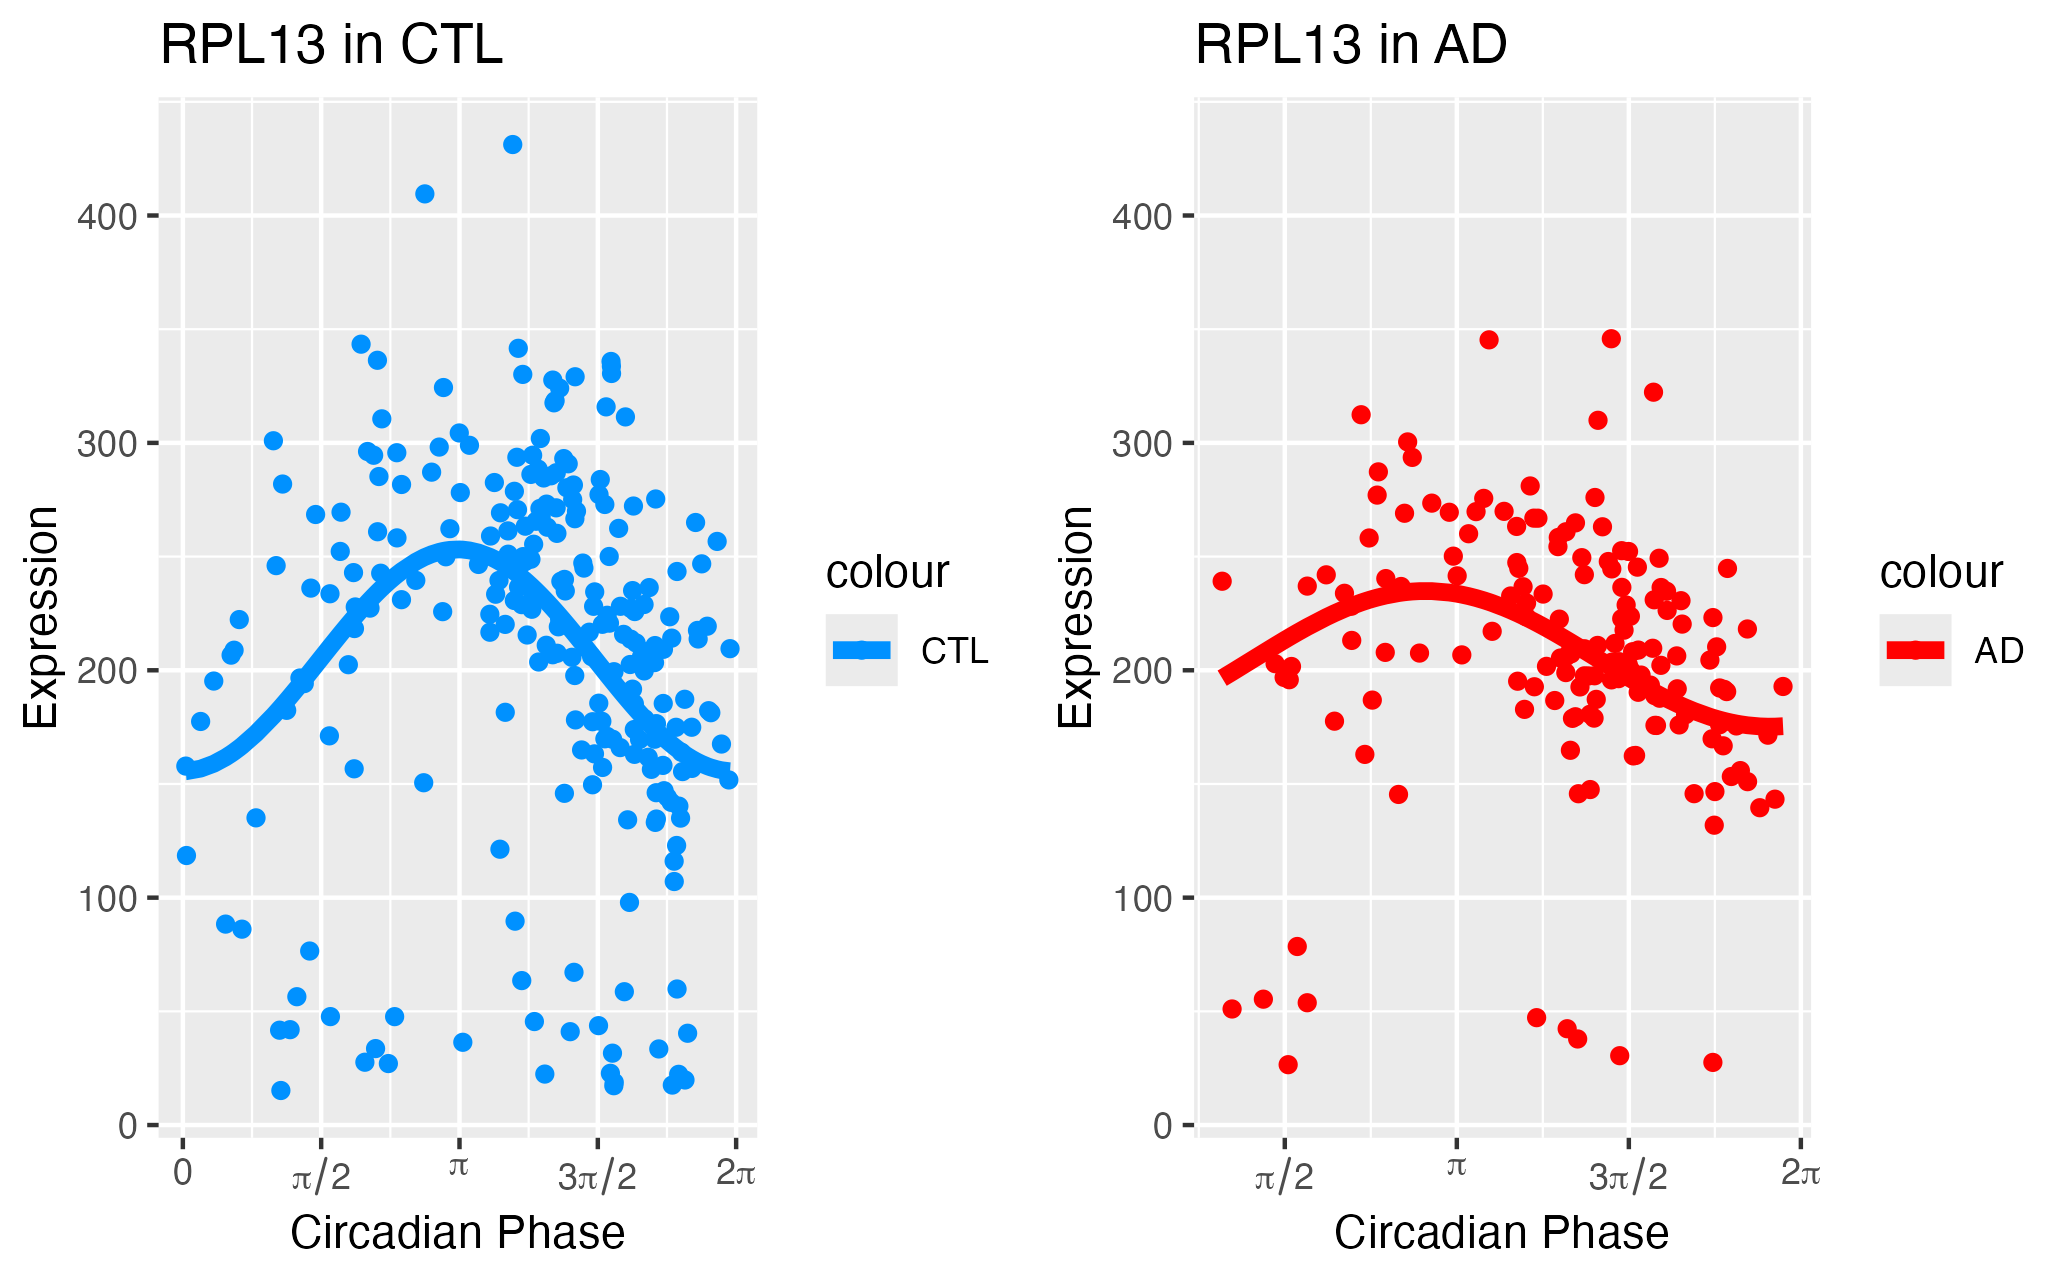 RPL13 in CTL
400
300
200
100
0
Expression
0
π/2
π
3π/2
2π
Circadian Phase
colour
CTL
RPL13 in AD
400
300
200
100
0
Expression
π/2
π
3π/2
2π
Circadian Phase
colour
AD